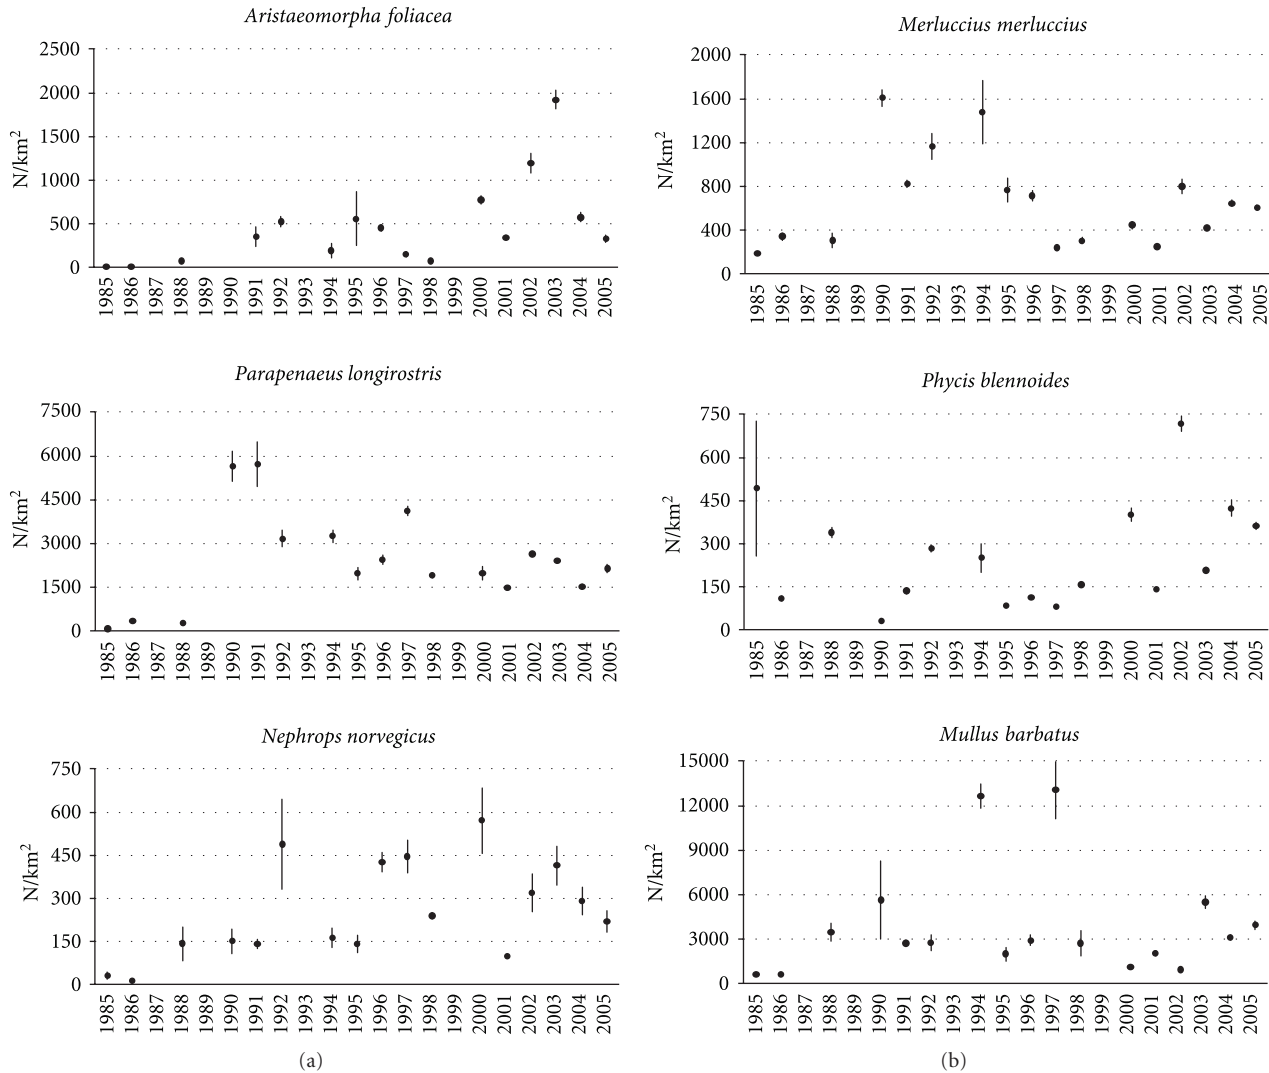 Aristaeomorpha foliacea
2500
2000
1500
1000
500
0
N/km2
1985 1986 1987 1988 1989 1990 1991 1992 1993 1994 1995 1996 1997 1998 1999 2000 2001 2002 2003 2004 2005
Parapenaeus longirostris
7500
6000
4500
3000
1500
0
N/km2
1985 1986 1987 1988 1989 1990 1991 1992 1993 1994 1995 1996 1997 1998 1999 2000 2001 2002 2003 2004 2005
Nephrops norvegicus
750
600
450
300
150
0
N/km2
1985 1986 1987 1988 1989 1990 1991 1992 1993 1994 1995 1996 1997 1998 1999 2000 2001 2002 2003 2004 2005
(a)
Merluccius merluccius
2000
1600
1200
800
400
0
N/km2
1985 1986 1987 1988 1989 1990 1991 1992 1993 1994 1995 1996 1997 1998 1999 2000 2001 2002 2003 2004 2005
Phycis blennoides
750
600
450
300
150
0
N/km2
1985 1986 1987 1988 1989 1990 1991 1992 1993 1994 1995 1996 1997 1998 1999 2000 2001 2002 2003 2004 2005
Mullus barbatus
15000
12000
9000
6000
3000
0
N/km2
1985 1986 1987 1988 1989 1990 1991 1992 1993 1994 1995 1996 1997 1998 1999 2000 2001 2002 2003 2004 2005
(b)